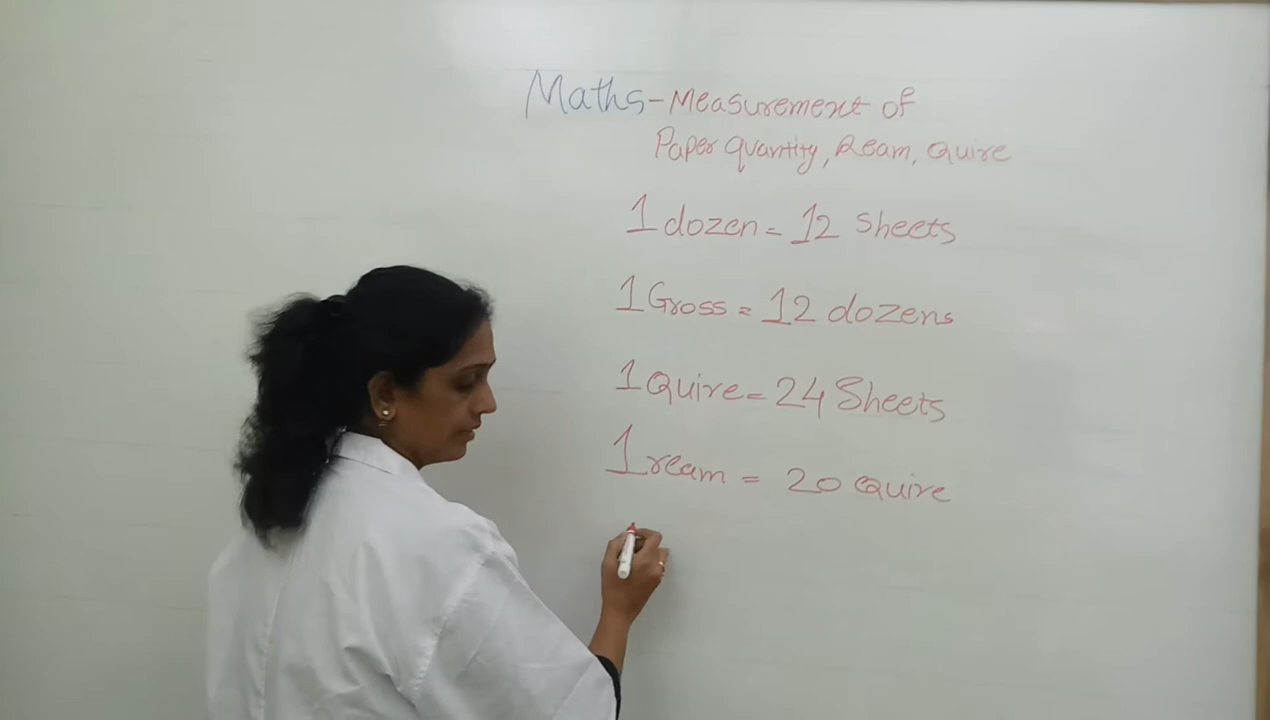 Maths - Measurement of
Paper quantity, Ream, Quire
1 dozen = 12 Sheets
1 Gross = 12 dozens
1 Quire = 24 Sheets
1 ream = 20 Quire